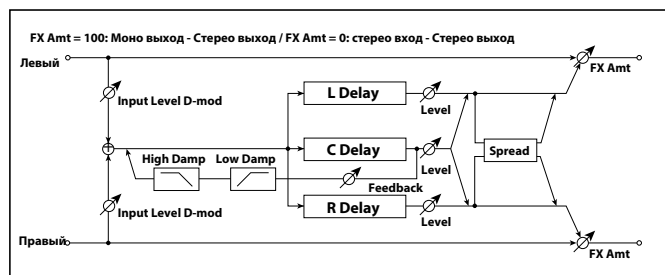 FX Amt = 100: Моно выход - Стерео выход / FX Amt = 0: стерео вход - Стерео выход
Левый
FX Amt
Input Level D-mod
L Delay
Level
High Damp
Low Damp
C Delay
Spread
Feedback
Level
Input Level D-mod
R Delay
Level
Правый
FX Amt